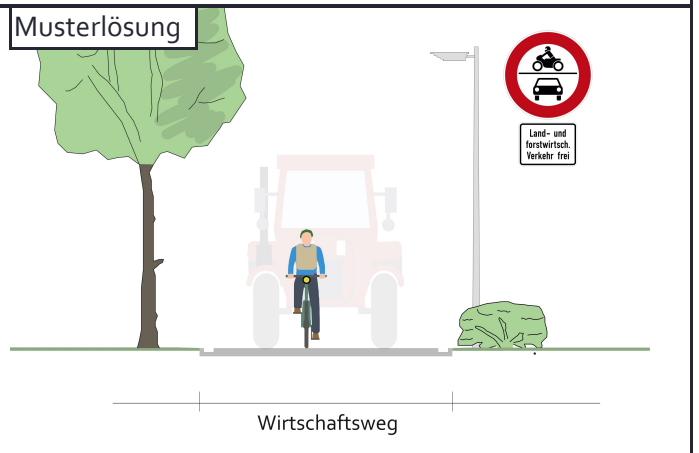 Musterlösung
Land- und
forstwirtsch.
Verkehr frei
Wirtschaftsweg